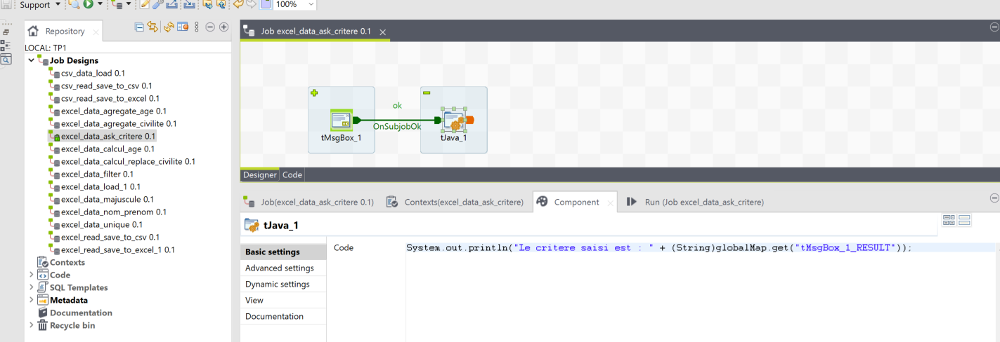 Support
100%
Repository
LOCAL: TP1
Job Designs
csv_data_load 0.1
csv_read_save_to_csv 0.1
csv_read_save_to_excel 0.1
excel_data_agregate_age 0.1
excel_data_agregate_civilite 0.1
excel_data_ask_critere 0.1
excel_data_calcul_age 0.1
excel_data_calcul_replace_civilite 0.1
excel_data_filter 0.1
excel_data_load_1 0.1
excel_data_majuscule 0.1
excel_data_nom_prenom 0.1
excel_data_unique 0.1
excel_read_save_to_csv 0.1
excel_read_save_to_excel_1 0.1
Contexts
Code
SQL Templates
Metadata
Documentation
Recycle bin
Job excel_data_ask_critere 0.1
ok
OnSubjobOk
tMsgBox_1
tJava_1
Designer
Code
Job(excel_data_ask_critere 0.1)
Contexts(excel_data_ask_critere)
Component
Run (Job excel_data_ask_critere)
tJava_1
Basic settings
Advanced settings
Dynamic settings
View
Documentation
Code
System.out.println("Le critere saisi est : " + (String)globalMap.get("tMsgBox_1_RESULT"));